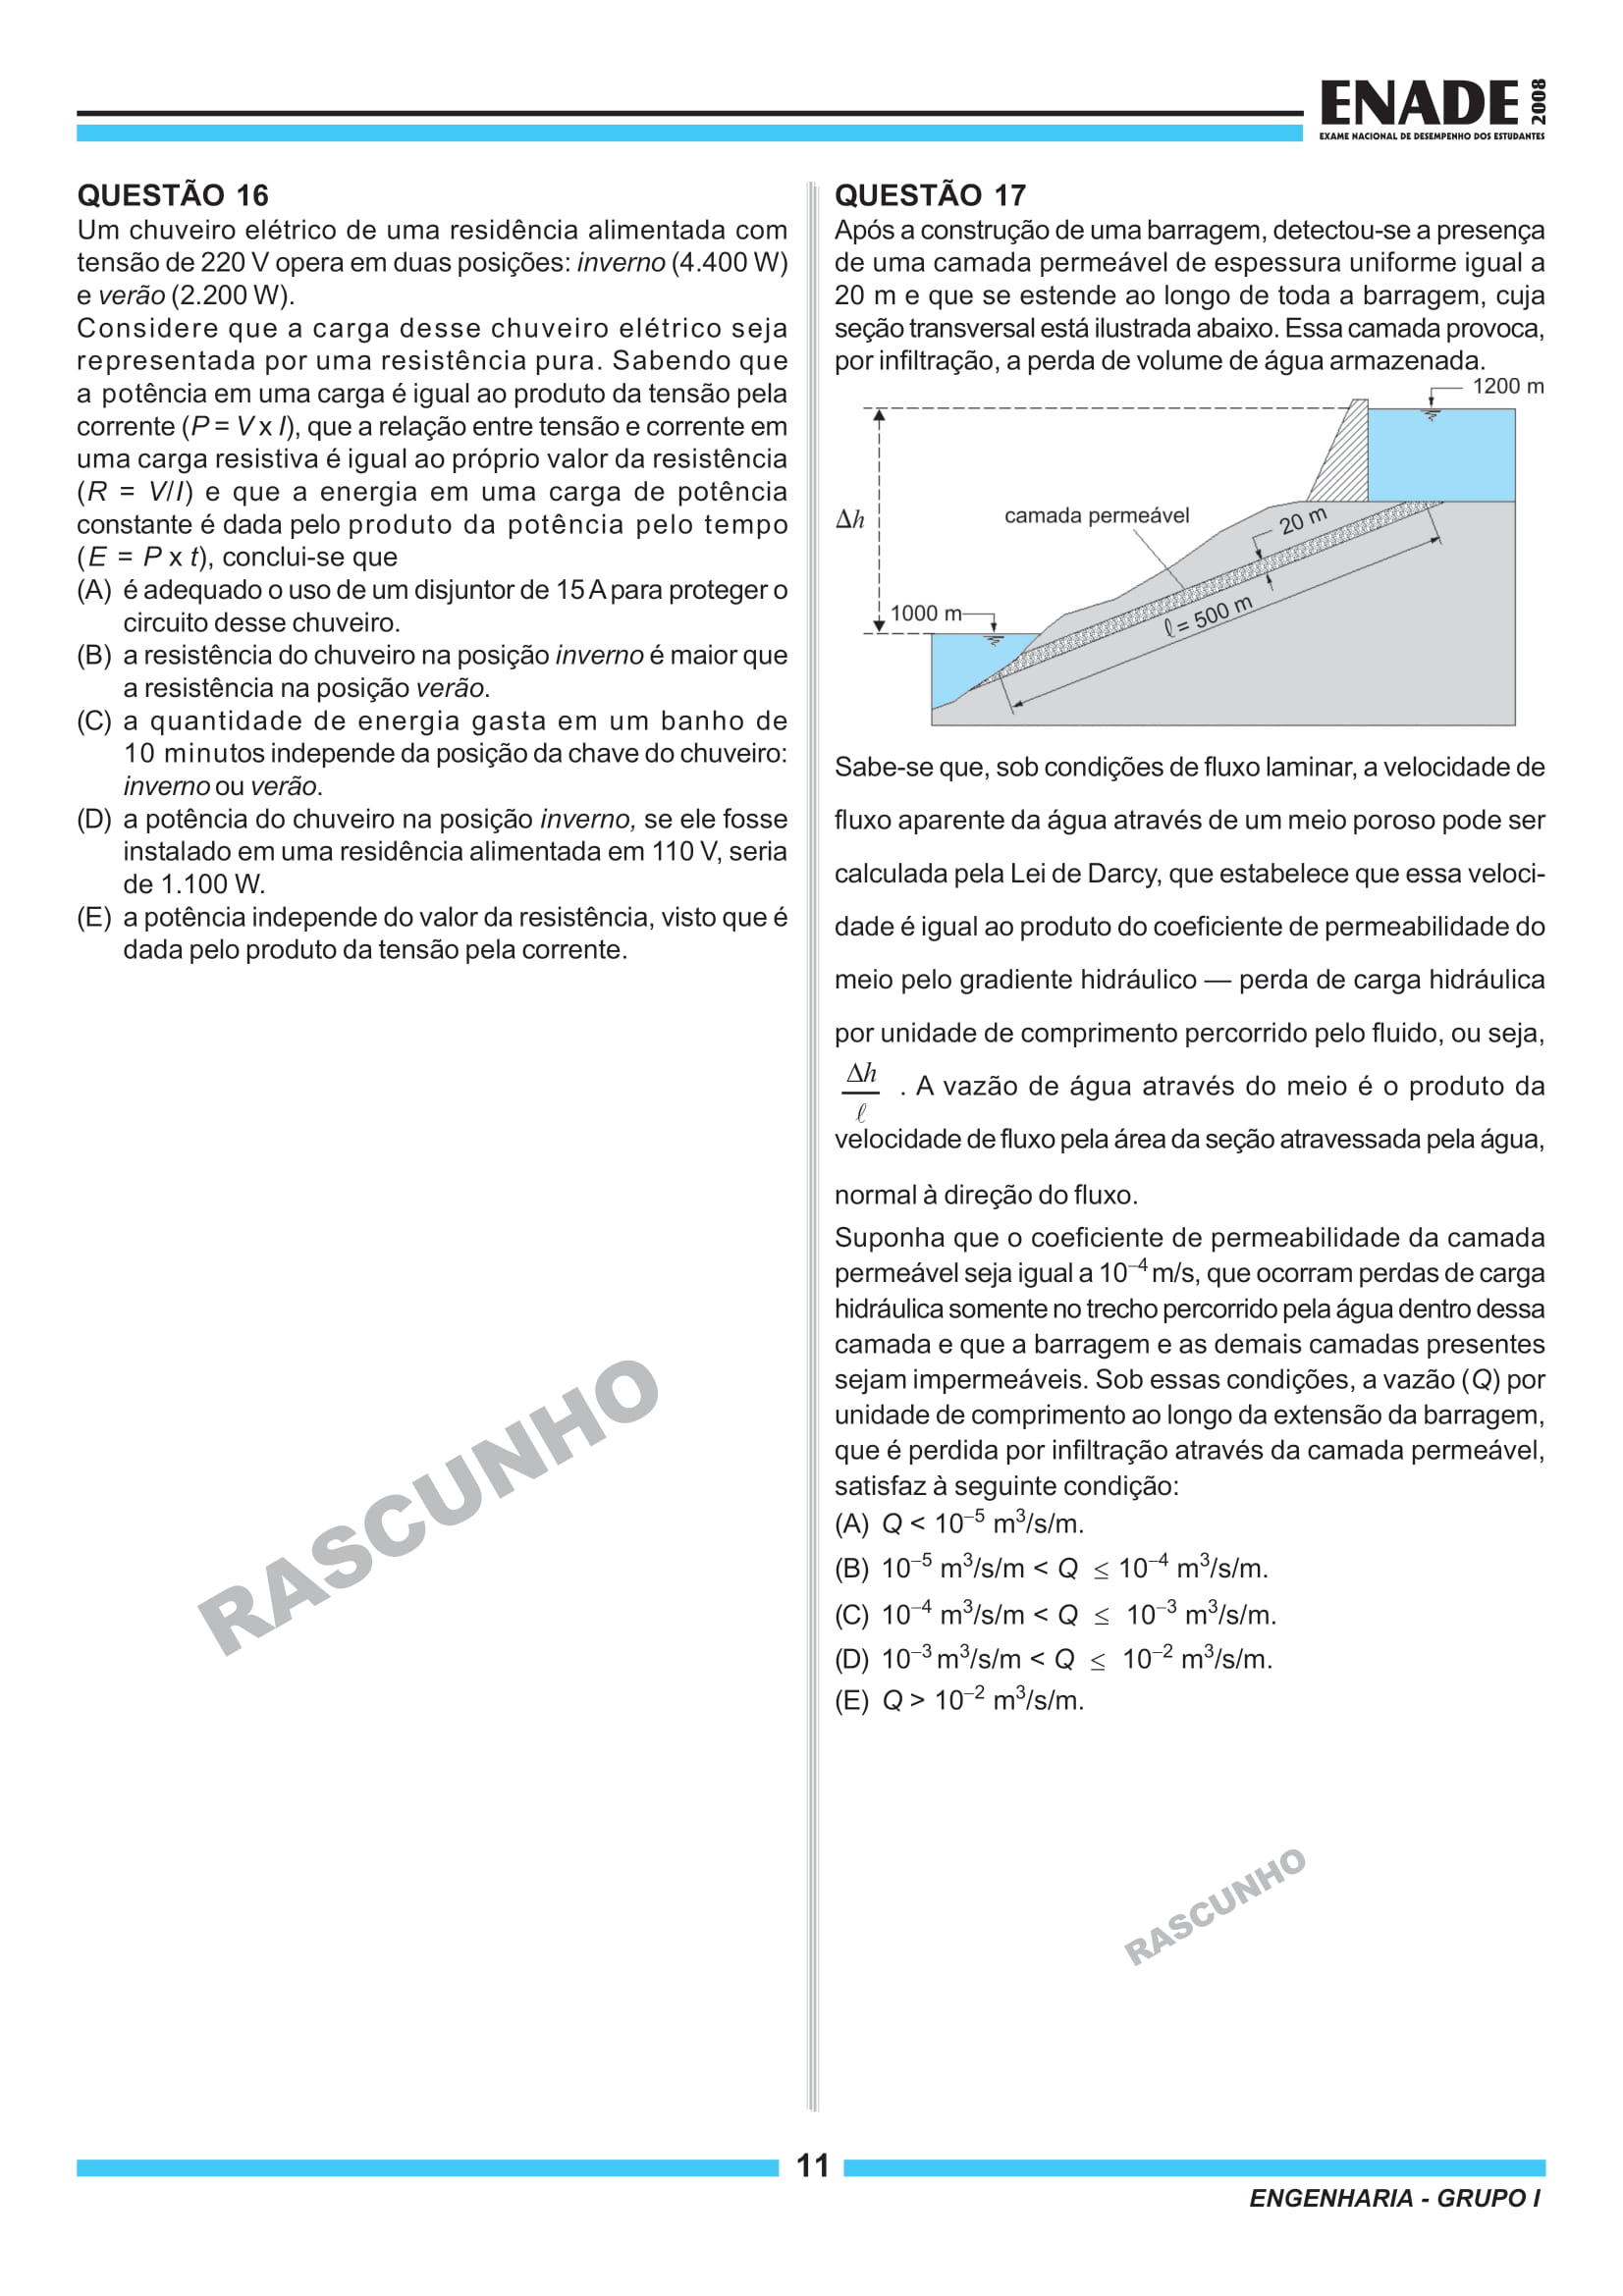 ENADE 2008
EXAME NACIONAL DE DESEMPENHO DOS ESTUDANTES
QUESTÃO 16
Um chuveiro elétrico de uma residência alimentada com
tensão de 220 V opera em duas posições: inverno (4.400 W)
e verão (2.200 W).
Considere que a carga desse chuveiro elétrico seja
representada por uma resistência pura. Sabendo que
a potência em uma carga é igual ao produto da tensão pela
corrente (P = V x I), que a relação entre tensão e corrente em
uma carga resistiva é igual ao próprio valor da resistência
(R = V/I) e que a energia em uma carga de potência
constante é dada pelo produto da potência pelo tempo
(E = P x t), conclui-se que
(A) é adequado o uso de um disjuntor de 15 A para proteger o
circuito desse chuveiro.
(B) a resistência do chuveiro na posição inverno é maior que
a resistência na posição verão.
(C) a quantidade de energia gasta em um banho de
10 minutos independe da posição da chave do chuveiro:
inverno ou verão.
(D) a potência do chuveiro na posição inverno, se ele fosse
instalado em uma residência alimentada em 110 V, seria
de 1.100 W.
(E) a potência independe do valor da resistência, visto que é
dada pelo produto da tensão pela corrente.
RASCUNHO
QUESTÃO 17
Após a construção de uma barragem, detectou-se a presença
de uma camada permeável de espessura uniforme igual a
20 m e que se estende ao longo de toda a barragem, cuja
seção transversal está ilustrada abaixo. Essa camada provoca,
por infiltração, a perda de volume de água armazenada.
1200 m
Δh
camada permeável
20 m
1000 m
ℓ = 500 m
Sabe-se que, sob condições de fluxo laminar, a velocidade de
fluxo aparente da água através de um meio poroso pode ser
calculada pela Lei de Darcy, que estabelece que essa veloci-
dade é igual ao produto do coeficiente de permeabilidade do
meio pelo gradiente hidráulico — perda de carga hidráulica
por unidade de comprimento percorrido pelo fluido, ou seja,
Δh/ℓ . A vazão de água através do meio é o produto da
velocidade de fluxo pela área da seção atravessada pela água,
normal à direção do fluxo.
Suponha que o coeficiente de permeabilidade da camada
permeável seja igual a 10⁻⁴ m/s, que ocorram perdas de carga
hidráulica somente no trecho percorrido pela água dentro dessa
camada e que a barragem e as demais camadas presentes
sejam impermeáveis. Sob essas condições, a vazão (Q) por
unidade de comprimento ao longo da extensão da barragem,
que é perdida por infiltração através da camada permeável,
satisfaz à seguinte condição:
(A) Q < 10⁻⁵ m³/s/m.
(B) 10⁻⁵ m³/s/m < Q ≤ 10⁻⁴ m³/s/m.
(C) 10⁻⁴ m³/s/m < Q ≤ 10⁻³ m³/s/m.
(D) 10⁻³ m³/s/m < Q ≤ 10⁻² m³/s/m.
(E) Q > 10⁻² m³/s/m.
RASCUNHO
11
ENGENHARIA - GRUPO I